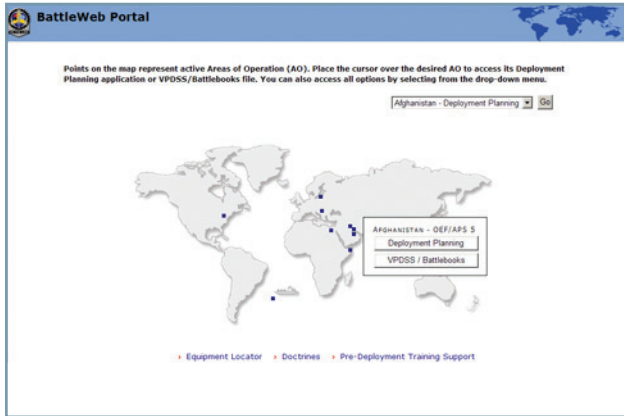 BattleWeb Portal
Points on the map represent active Areas of Operation (AO). Place the cursor over the desired AO to access its Deployment
Planning application or VPDSS/Battlebooks file. You can also access all options by selecting from the drop-down menu.
Afghanistan - Deployment Planning Go
AFGHANISTAN - OEF/APS 5
Deployment Planning
VPDSS / Battlebooks
Equipment Locator Doctrines Pre-Deployment Training Support